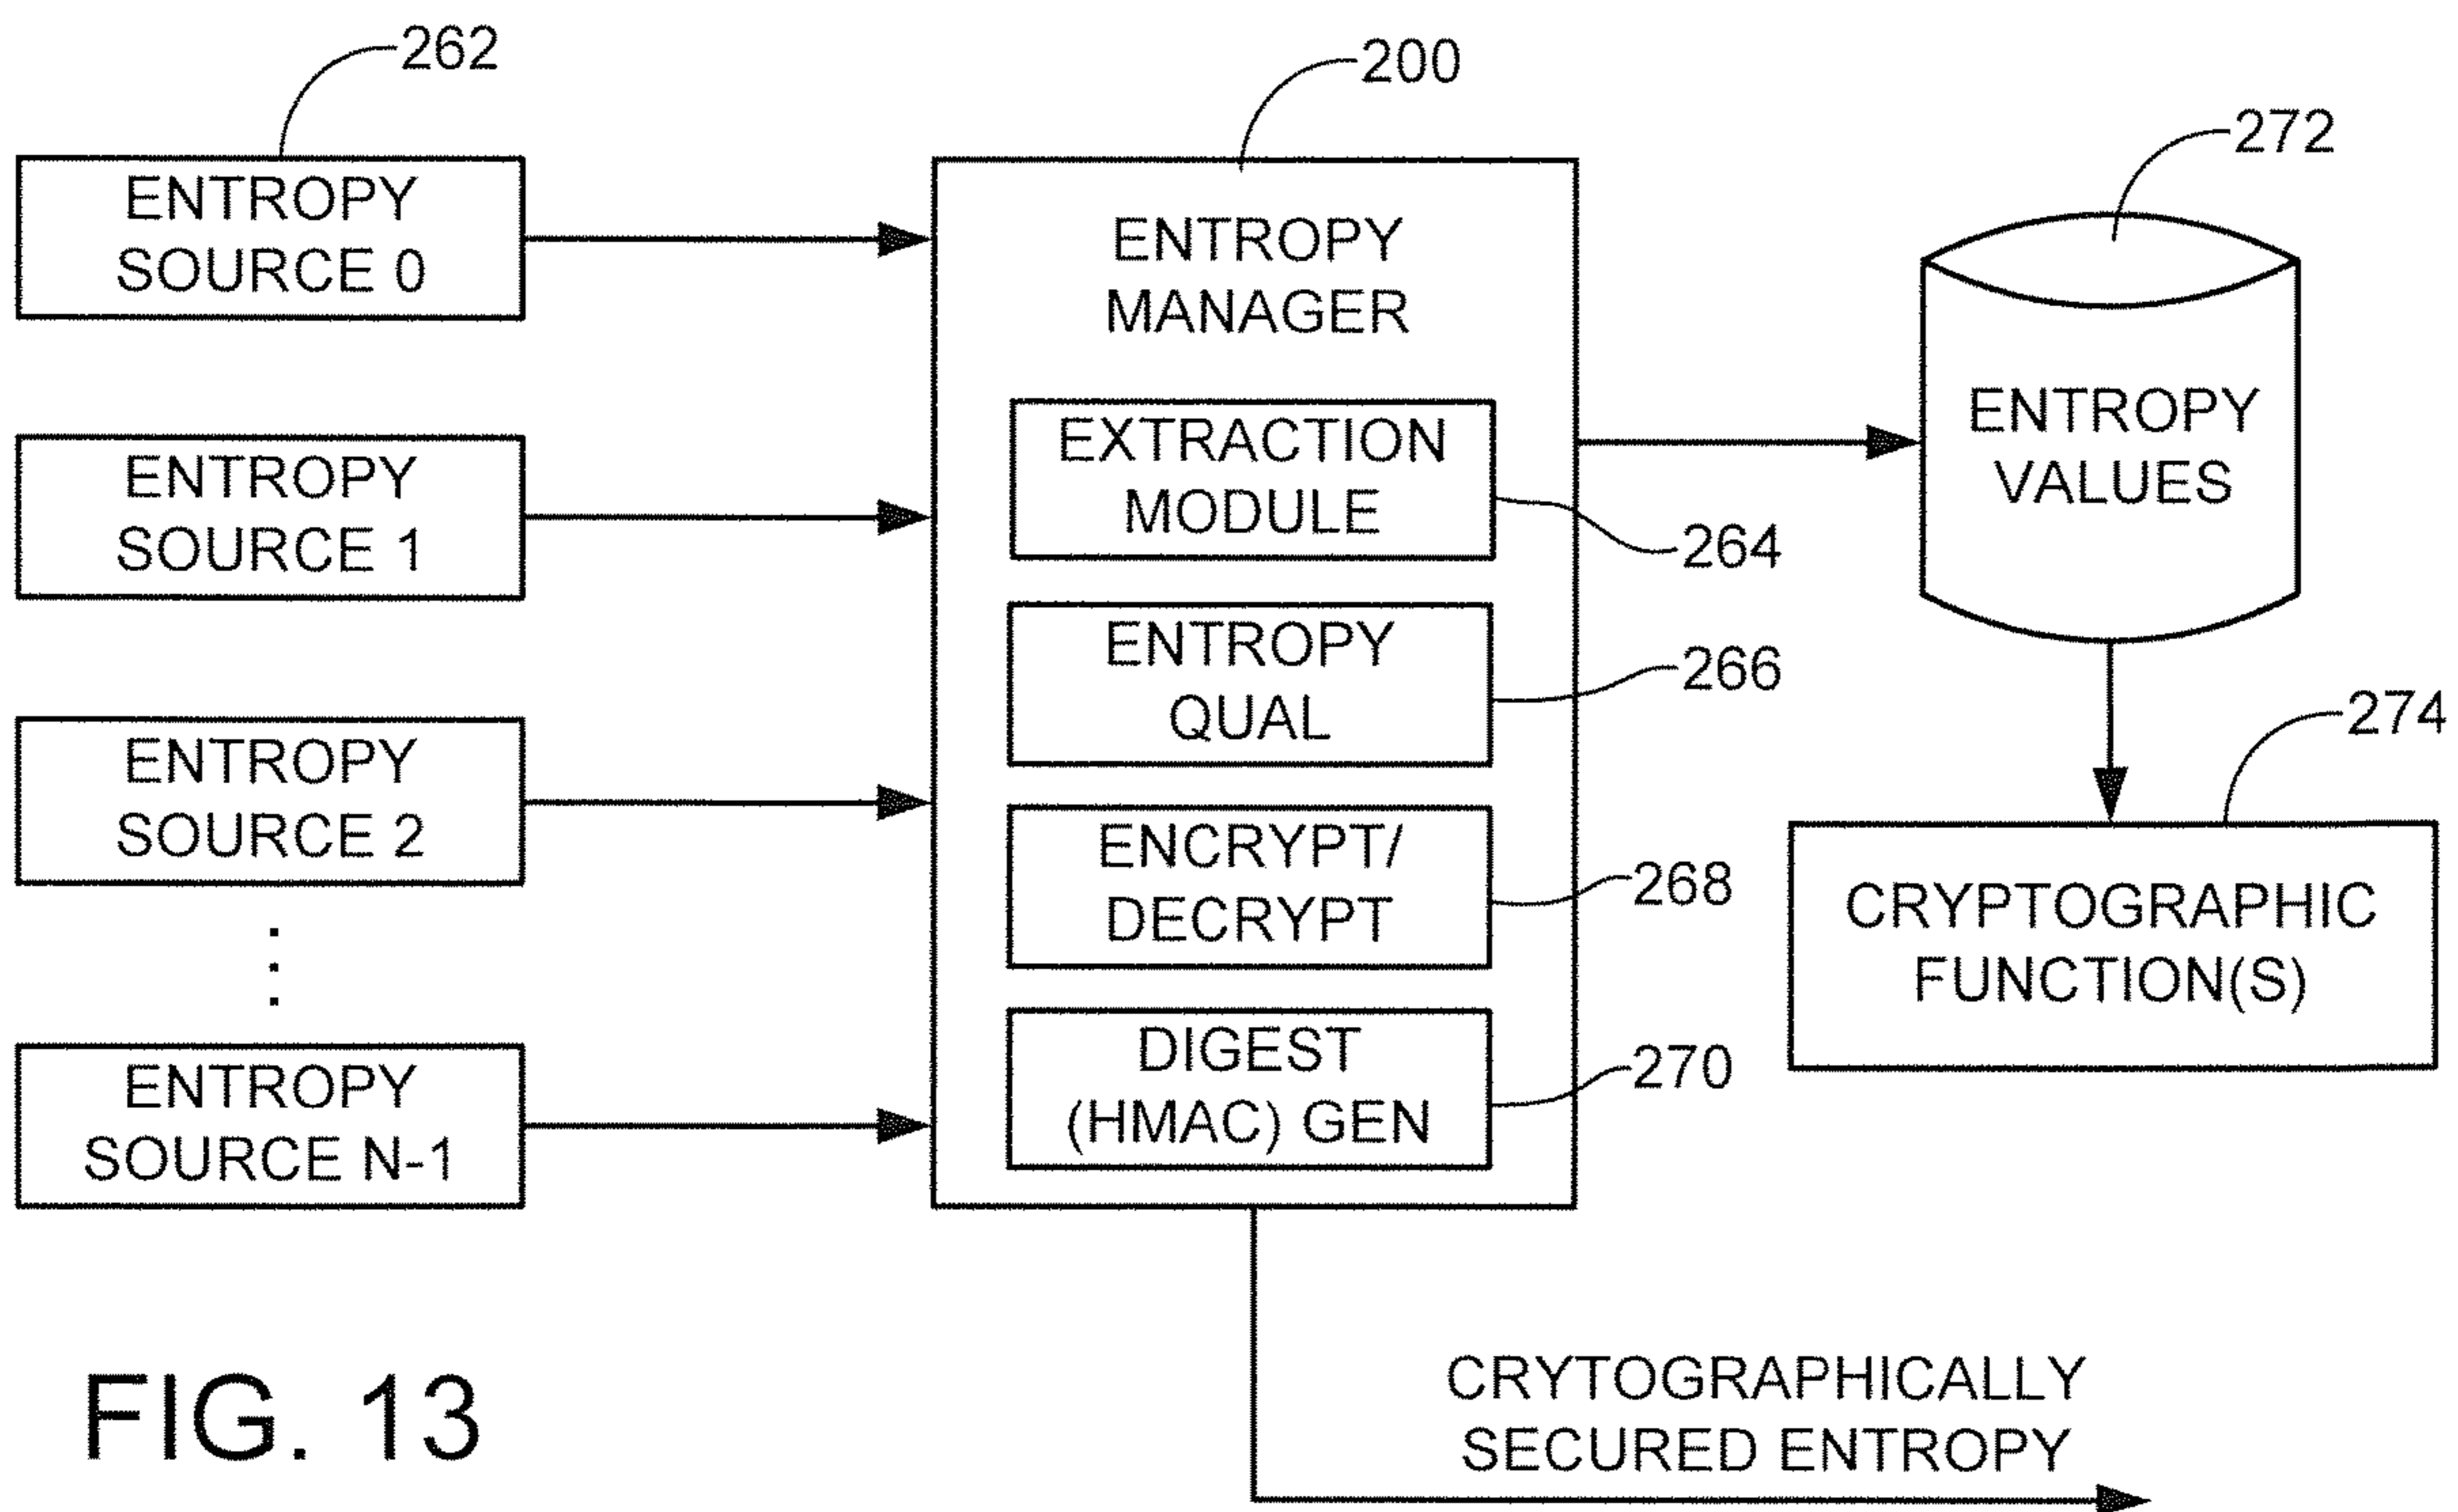 262
200
272
ENTROPY
SOURCE 0
ENTROPY
SOURCE 1
ENTROPY
SOURCE 2
ENTROPY
SOURCE N-1
ENTROPY
MANAGER
EXTRACTION
MODULE
264
ENTROPY
QUAL
266
ENCRYPT/
DECRYPT
268
DIGEST
(HMAC) GEN
270
ENTROPY
VALUES
274
CRYPTOGRAPHIC
FUNCTION(S)
CRYTOGRAPHICALLY
SECURED ENTROPY
FIG. 13